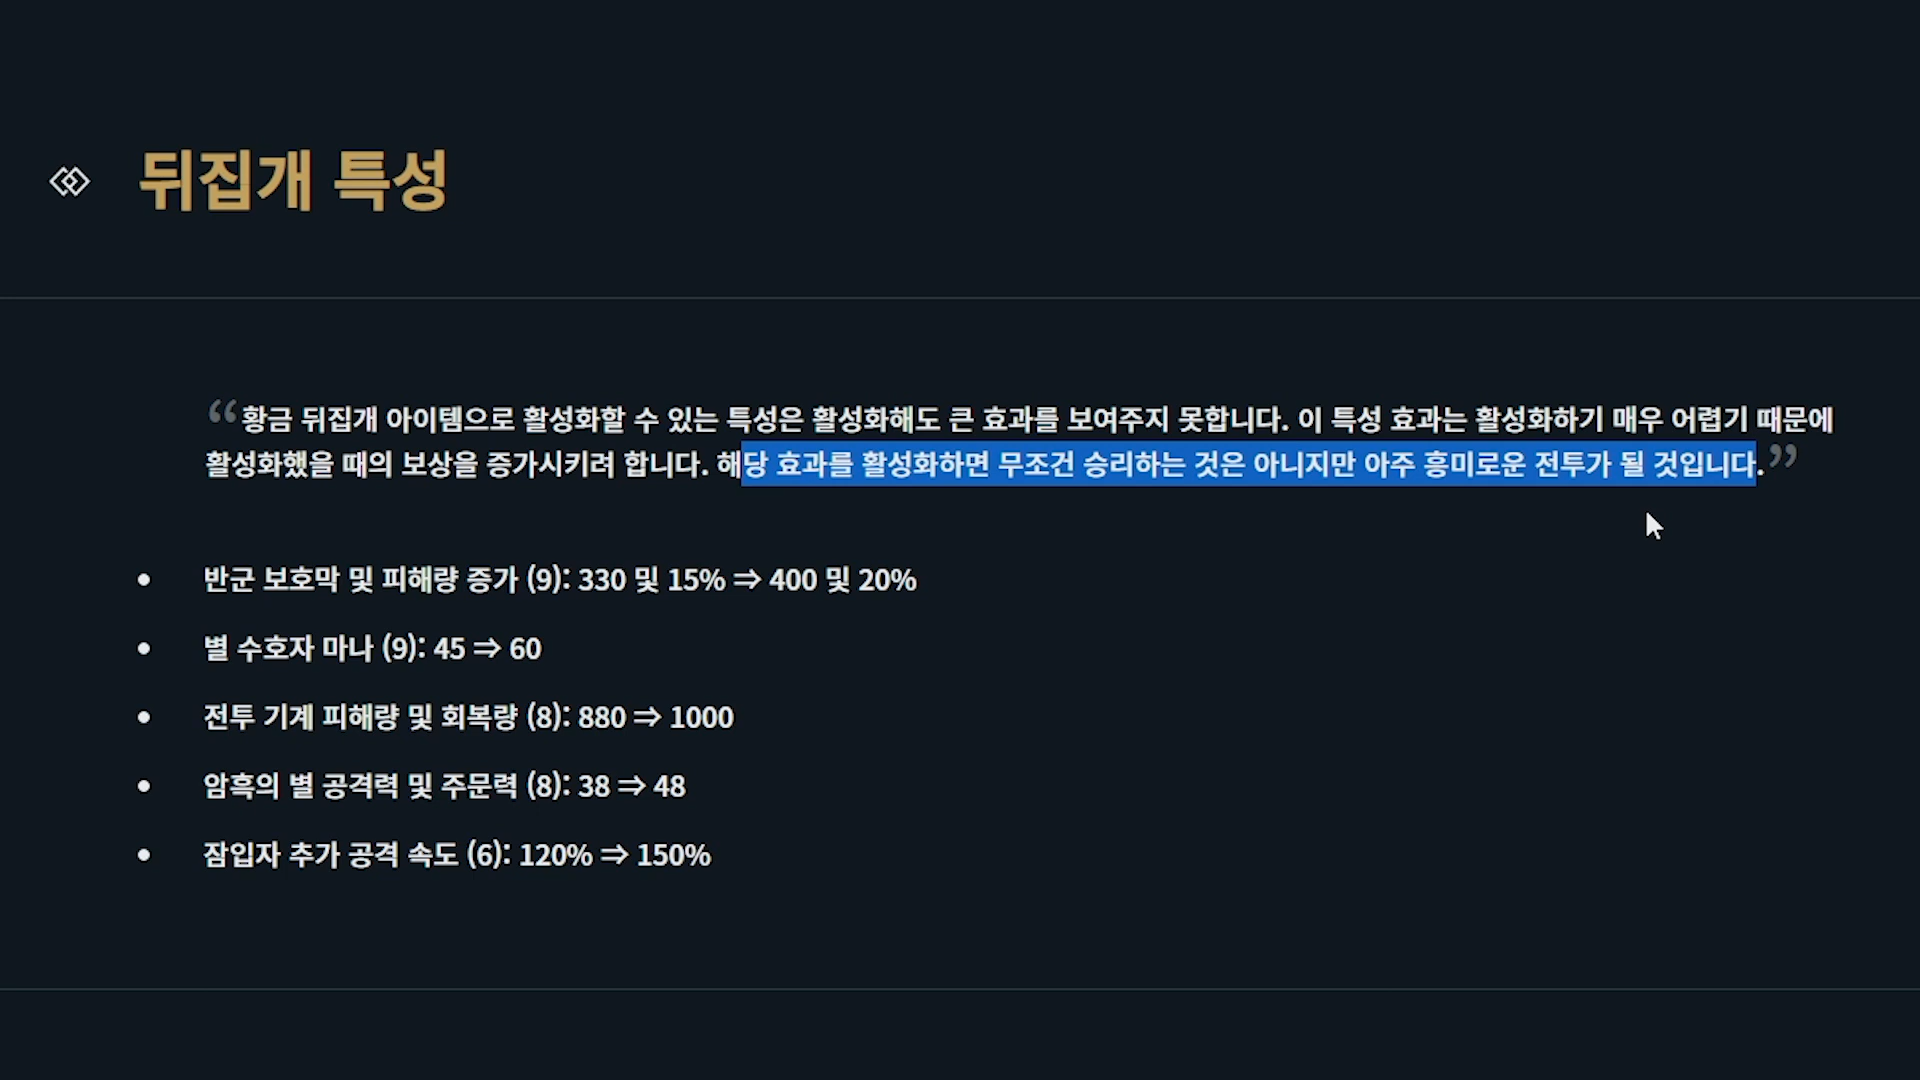 뒤집개 특성
“황금 뒤집개 아이템으로 활성화할 수 있는 특성은 활성화해도 큰 효과를 보여주지 못합니다. 이 특성 효과는 활성화하기 매우 어렵기 때문에
활성화했을 때의 보상을 증가시키려 합니다. 해당 효과를 활성화하면 무조건 승리하는 것은 아니지만 아주 흥미로운 전투가 될 것입니다.”
• 반군 보호막 및 피해량 증가 (9): 330 및 15% ⇒ 400 및 20%
• 별 수호자 마나 (9): 45 ⇒ 60
• 전투 기계 피해량 및 회복량 (8): 880 ⇒ 1000
• 암흑의 별 공격력 및 주문력 (8): 38 ⇒ 48
• 잠입자 추가 공격 속도 (6): 120% ⇒ 150%